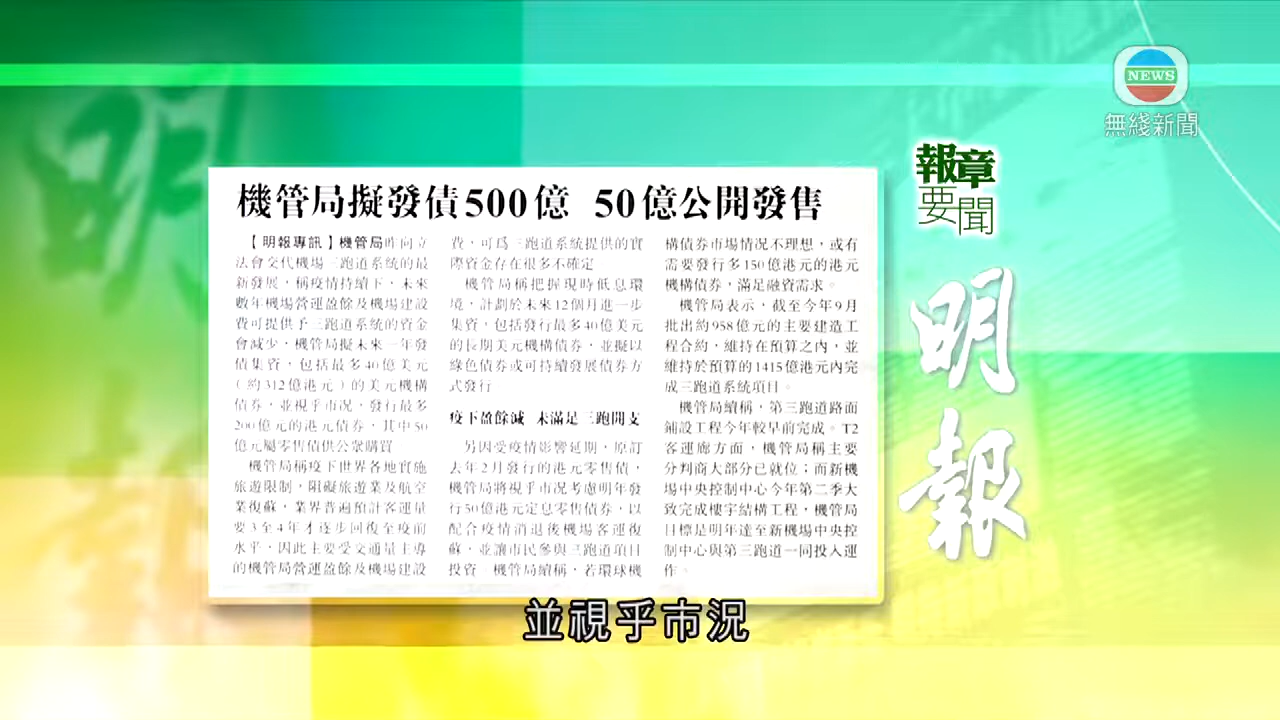 NEWS
無綫新聞
報章
要聞
明報
機管局擬發債500億 50億公開發售
【明報專訊】機管局昨向立
法會交代機場三跑道系統的最
新發展，稱疫情持續下，未來
數年機場營運盈餘及機場建設
費可提供予三跑道系統的資金
會減少，機管局擬未來一年發
債集資，包括最多40億美元
（約312億港元）的美元機構
債券，並視乎市况，發行最多
200億元的港元債券，其中50
億元屬零售債供公眾購買
機管局稱疫下世界各地實施
旅遊限制，阻礙旅遊業及航空
業復蘇，業界普遍預計客運量
要3至4年才逐步回復至疫前
水平，因此主要受交通量主導
的機管局營運盈餘及機場建設
費，可爲三跑道系統提供的實
際資金存在很多不確定
機管局稱把握現時低息環
境，計劃於未來12個月進一步
集資，包括發行最多40億美元
的長期美元機構債券，並擬以
綠色債券或可持續發展債券方
式發行
疫下盈餘減 未滿足三跑開支
另因受疫情影響延期，原訂
去年2月發行的港元零售債，
機管局將視乎市况考慮明年發
行50億港元定息零售債券，以
配合疫情消退後機場客運復
蘇，並讓市民參與三跑道項目
投資。機管局續稱，若環球機
構債券市場情况不理想，或有
需要發行多150億港元的港元
機構債券，滿足融資需求。
機管局表示，截至今年9月
批出約958億元的主要建造工
程合約，維持在預算之內，並
維持於預算的1415億港元內完
成三跑道系統項目。
機管局續稱，第三跑道路面
鋪設工程今年較早前完成。T2
客運廊方面，機管局稱主要
分判商大部分已就位；而新機
場中央控制中心今年第二季大
致完成樓宇結構工程，機管局
目標是明年達至新機場中央控
制中心與第三跑道一同投入運
作。
並視乎市況